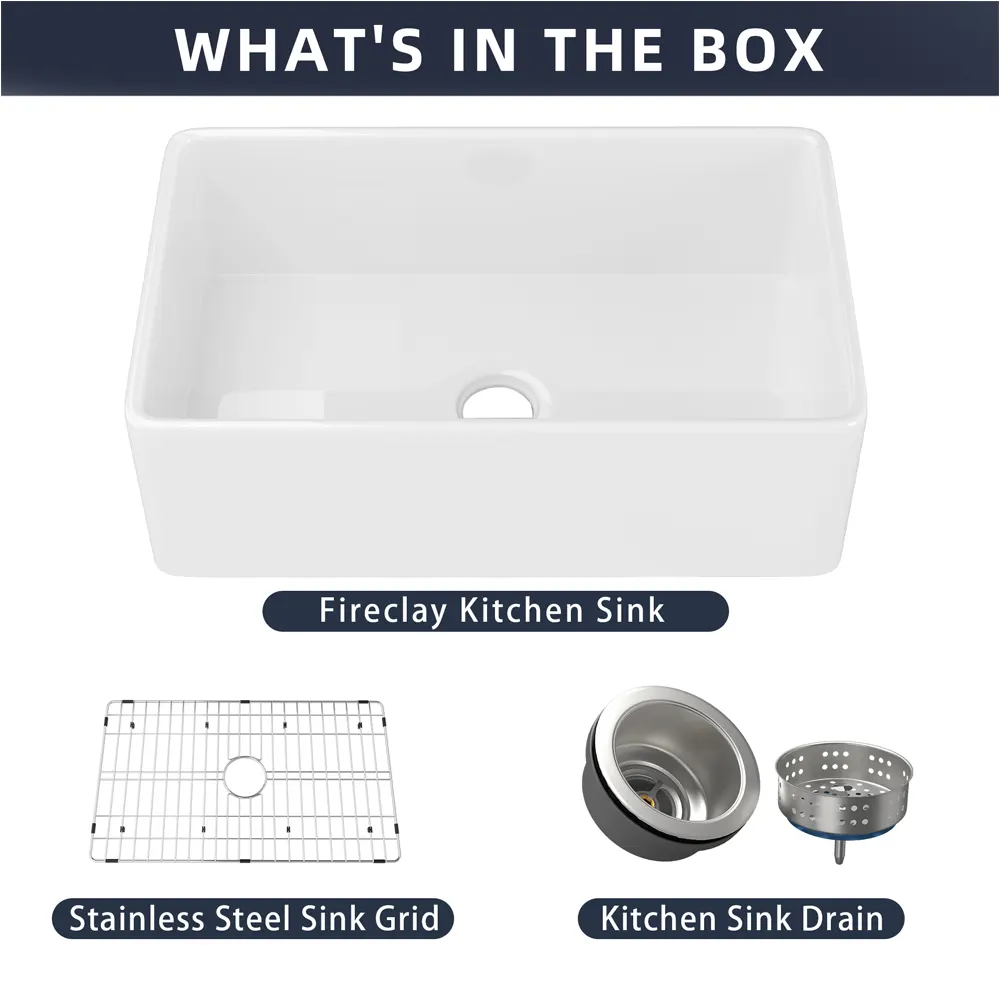 WHAT'S IN THE BOX
Fireclay Kitchen Sink
Stainless Steel Sink Grid
Kitchen Sink Drain